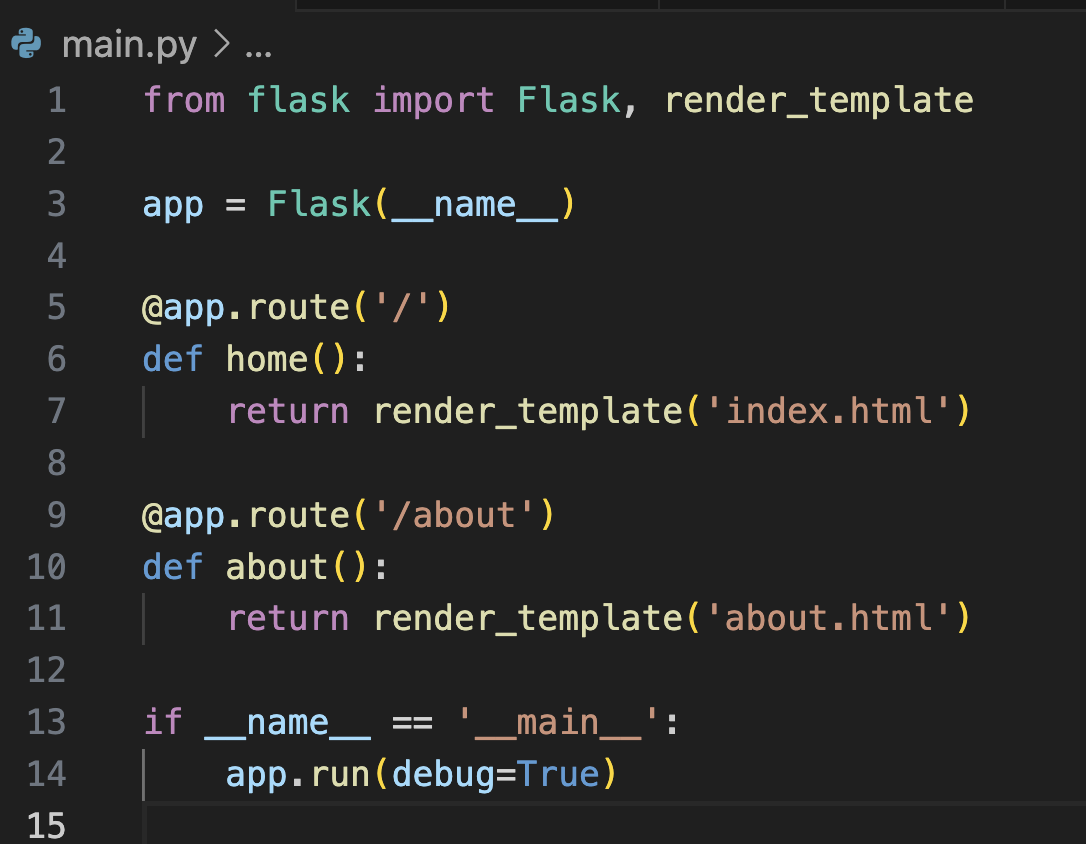 main.py > ...
1 from flask import Flask, render_template
2
3 app = Flask(__name__)
4
5 @app.route('/')
6 def home():
7     return render_template('index.html')
8
9 @app.route('/about')
10 def about():
11     return render_template('about.html')
12
13 if __name__ == '__main__':
14     app.run(debug=True)
15